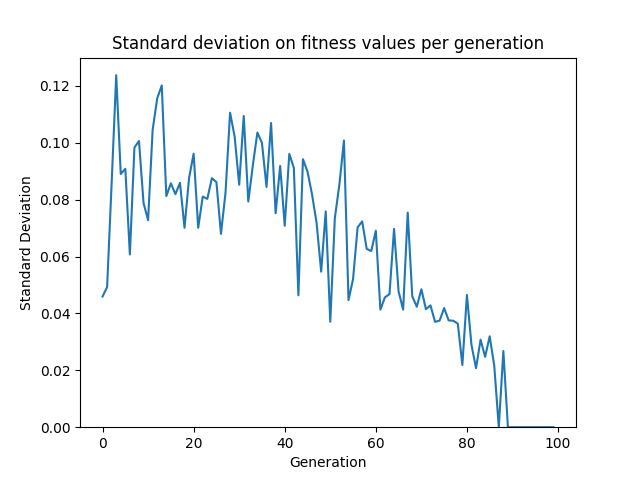 Standard deviation on fitness values per generation
0.12
0.10
0.08
0.06
0.04
0.02
0.00
Standard Deviation
0 20 40 60 80 100
Generation